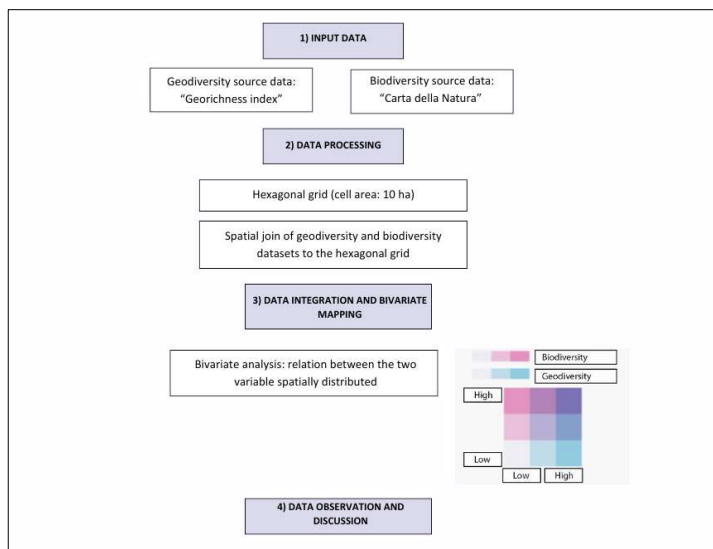 1) INPUT DATA
Geodiversity source data:
“Georichness index”
Biodiversity source data:
“Carta della Natura”
2) DATA PROCESSING
Hexagonal grid (cell area: 10 ha)
Spatial join of geodiversity and biodiversity
datasets to the hexagonal grid
3) DATA INTEGRATION AND BIVARIATE
MAPPING
Bivariate analysis: relation between the two
variable spatially distributed
Biodiversity
Geodiversity
High
Low
Low
High
4) DATA OBSERVATION AND
DISCUSSION